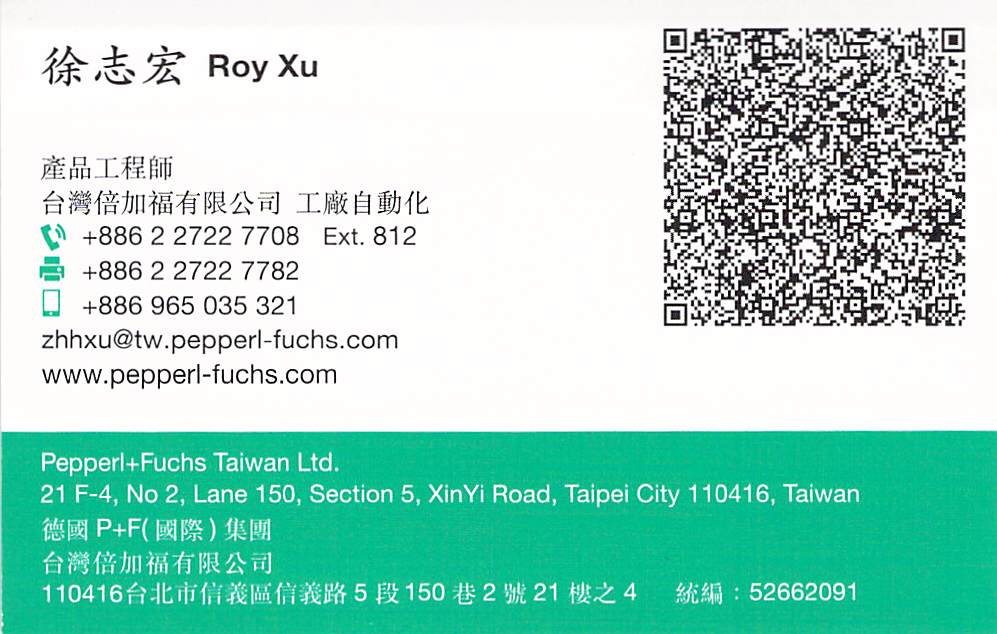 徐志宏 Roy Xu
產品工程師
台灣倍加福有限公司 工廠自動化
+886 2 2722 7708 Ext. 812
+886 2 2722 7782
+886 965 035 321
zhhxu@tw.pepperl-fuchs.com
www.pepperl-fuchs.com
Pepperl+Fuchs Taiwan Ltd.
21 F-4, No 2, Lane 150, Section 5, XinYi Road, Taipei City 110416, Taiwan
德國 P+F( 國際 ) 集團
台灣倍加福有限公司
110416台北市信義區信義路 5 段 150 巷 2 號 21 樓之 4 統編：52662091